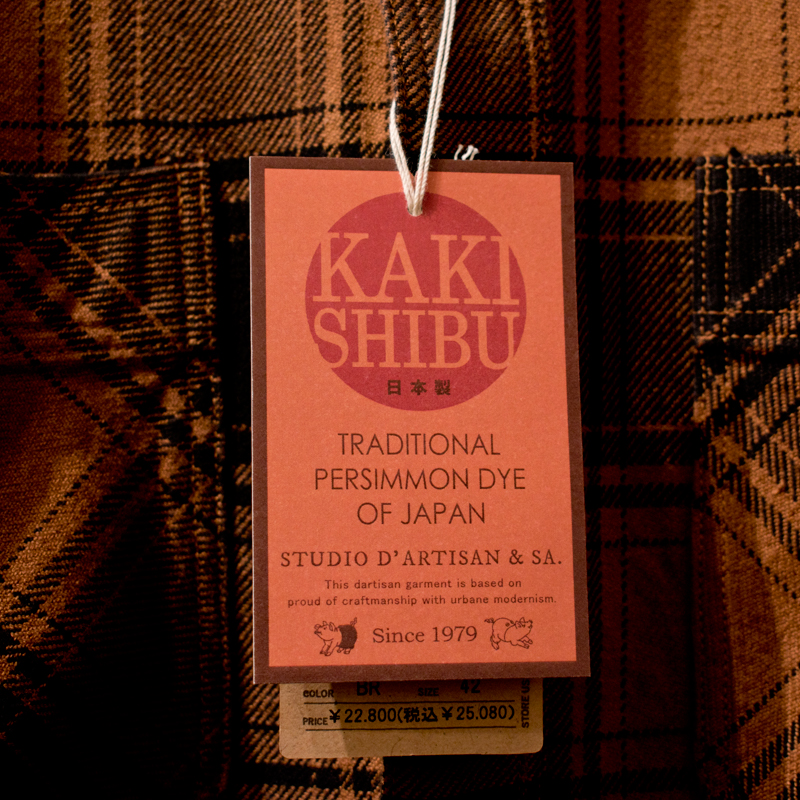 KAKI
SHIBU
日本製
TRADITIONAL
PERSIMMON DYE
OF JAPAN
STUDIO D'ARTISAN & SA.
This dartisan garment is based on
proud of craftmanship with urbane modernism.
Since 1979
COLOR BR SIZE 42
PRICE ¥22.800(税込¥25.080)
STORE